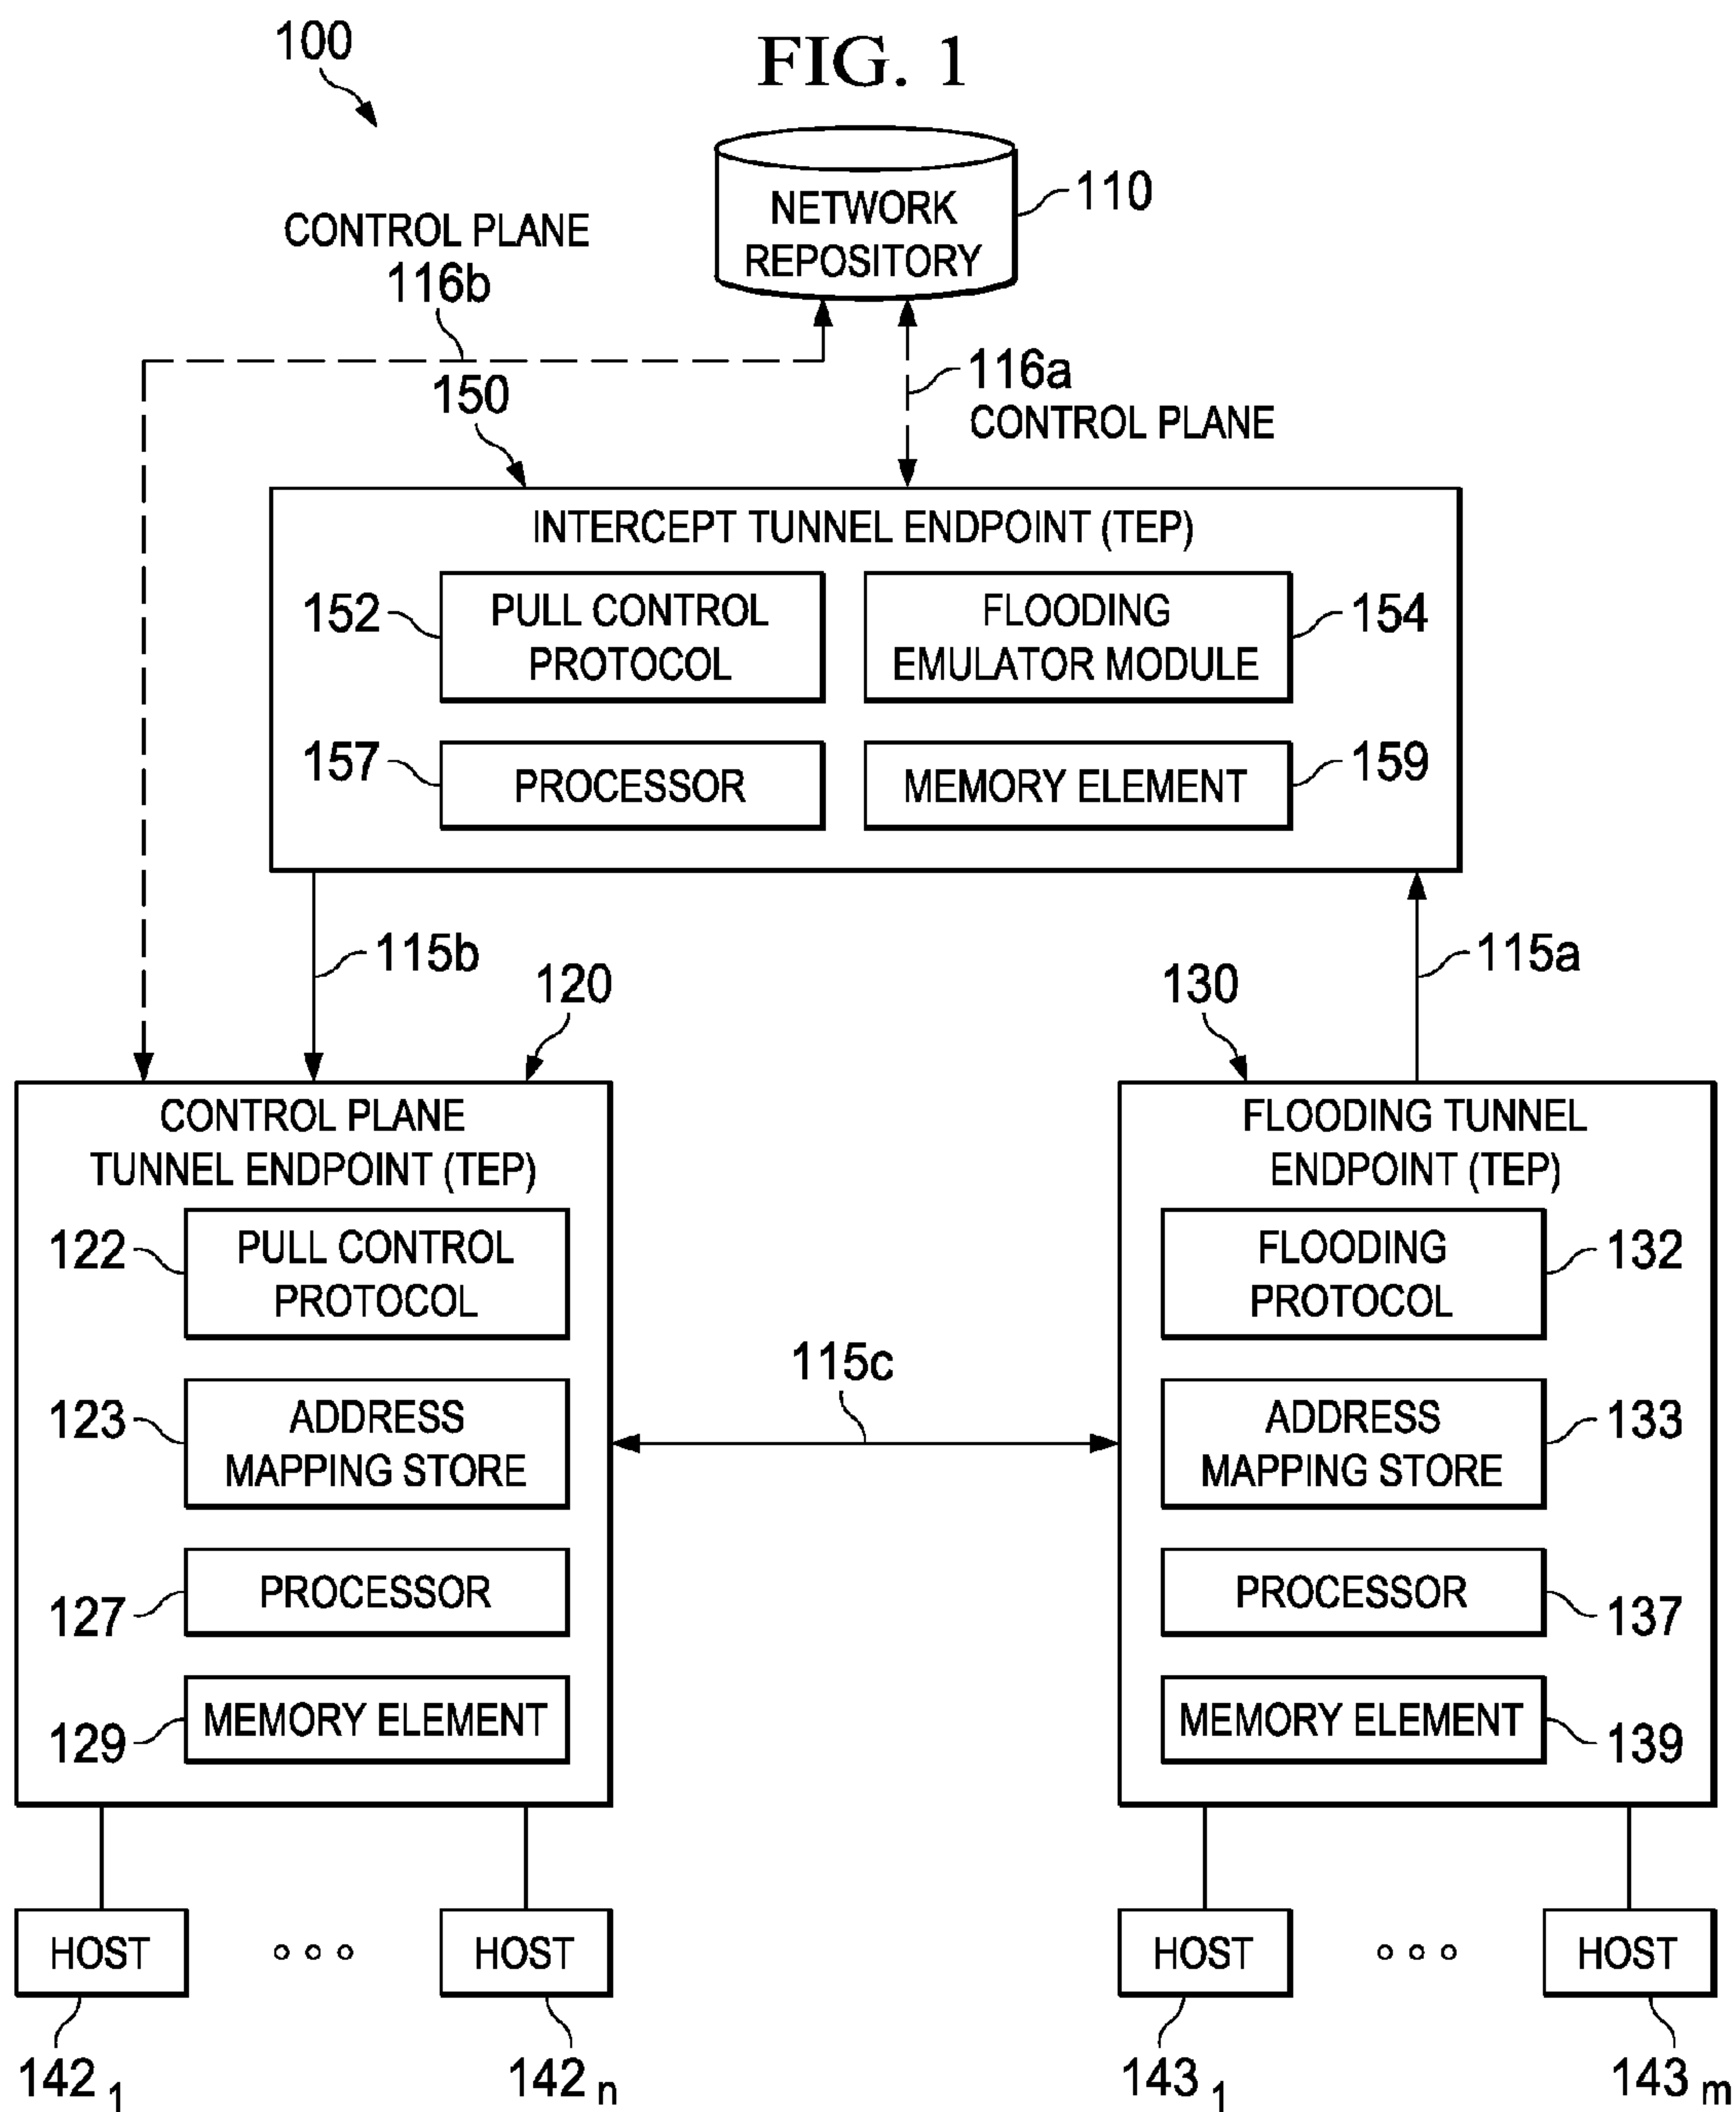 100
FIG. 1
NETWORK
REPOSITORY
110
CONTROL PLANE
116b
116a
CONTROL PLANE
150
INTERCEPT TUNNEL ENDPOINT (TEP)
152
PULL CONTROL
PROTOCOL
FLOODING
EMULATOR MODULE
154
157
PROCESSOR
MEMORY ELEMENT
159
115b
115a
120
130
CONTROL PLANE
TUNNEL ENDPOINT (TEP)
122
PULL CONTROL
PROTOCOL
123
ADDRESS
MAPPING STORE
127
PROCESSOR
129
MEMORY ELEMENT
115c
FLOODING TUNNEL
ENDPOINT (TEP)
FLOODING
PROTOCOL
132
ADDRESS
MAPPING STORE
133
PROCESSOR
137
MEMORY ELEMENT
139
HOST
HOST
HOST
HOST
142 1
142 n
143 1
143 m